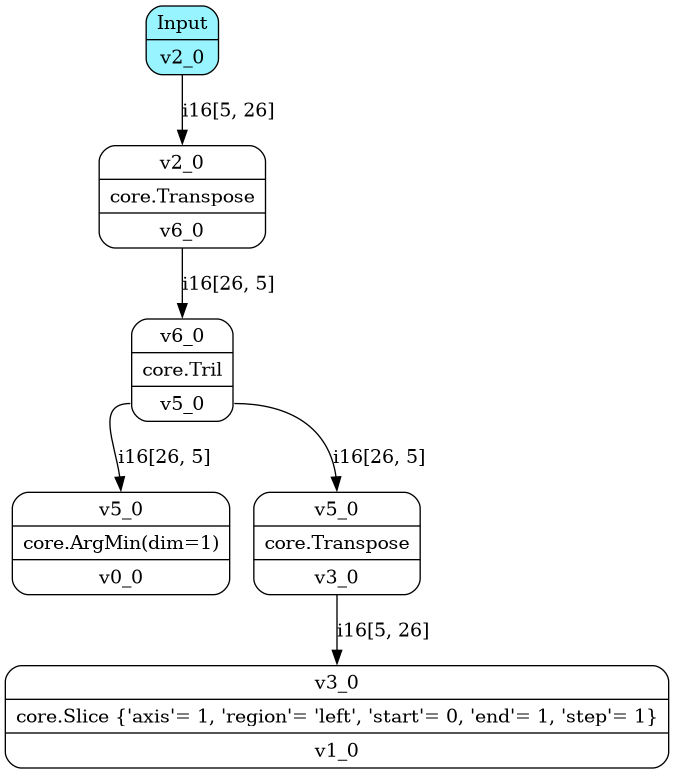 Input
v2_0
i16[5, 26]
v2_0
core.Transpose
v6_0
i16[26, 5]
v6_0
core.Tril
v5_0
i16[26, 5]
i16[26, 5]
v5_0
core.ArgMin(dim=1)
v0_0
v5_0
core.Transpose
v3_0
i16[5, 26]
v3_0
core.Slice {'axis'= 1, 'region'= 'left', 'start'= 0, 'end'= 1, 'step'= 1}
v1_0